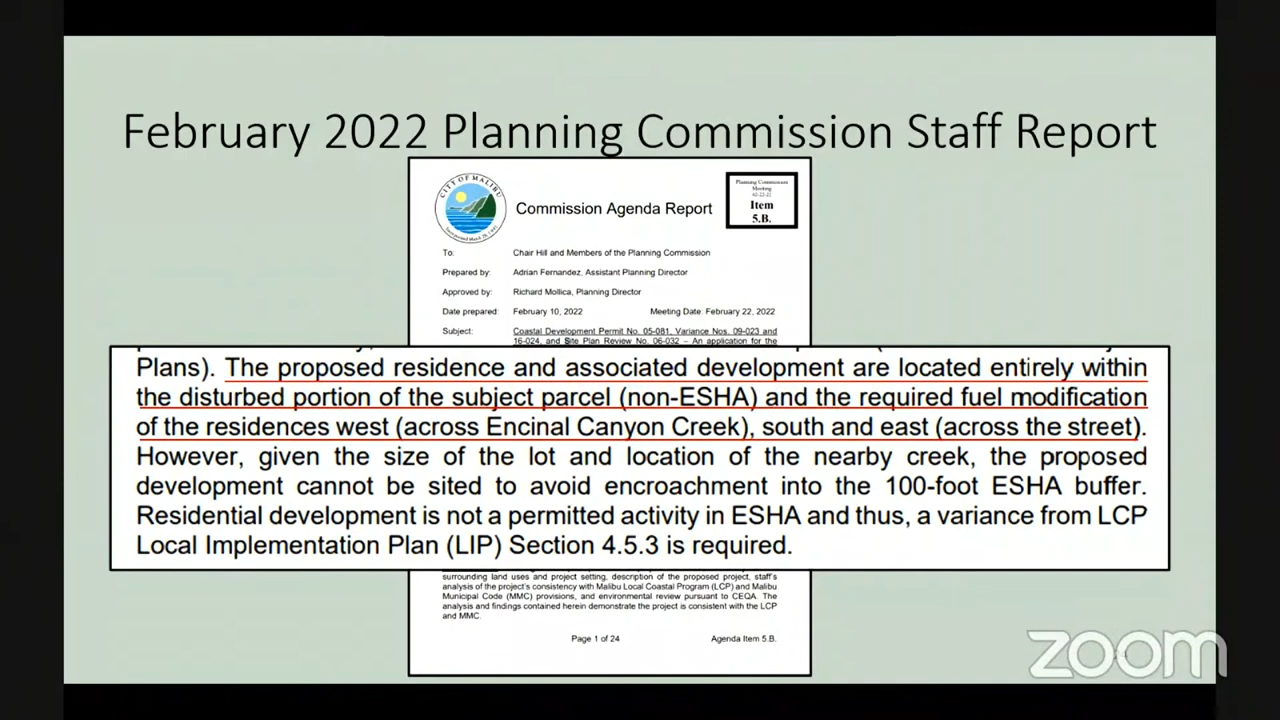 February 2022 Planning Commission Staff Report
CITY OF MALIBU
Commission Agenda Report
Planning Commission
Meeting
02-22-22
Item
5.B.
To: Chair Hill and Members of the Planning Commission
Prepared by: Adrian Fernandez, Assistant Planning Director
Approved by: Richard Mollica, Planning Director
Date prepared: February 10, 2022 Meeting Date: February 22, 2022
Subject: Coastal Development Permit No. 05-081, Variance Nos. 09-023 and
16-024, and Site Plan Review No. 06-032 – An application for the
Plans). The proposed residence and associated development are located entirely within
the disturbed portion of the subject parcel (non-ESHA) and the required fuel modification
of the residences west (across Encinal Canyon Creek), south and east (across the street).
However, given the size of the lot and location of the nearby creek, the proposed
development cannot be sited to avoid encroachment into the 100-foot ESHA buffer.
Residential development is not a permitted activity in ESHA and thus, a variance from LCP
Local Implementation Plan (LIP) Section 4.5.3 is required.
surrounding land uses and project setting, description of the proposed project, staff's
analysis of the project's consistency with Malibu Local Coastal Program (LCP) and Malibu
Municipal Code (MMC) provisions, and environmental review pursuant to CEQA. The
analysis and findings contained herein demonstrate the project is consistent with the LCP
and MMC.
Page 1 of 24 Agenda Item 5.B.
zoom